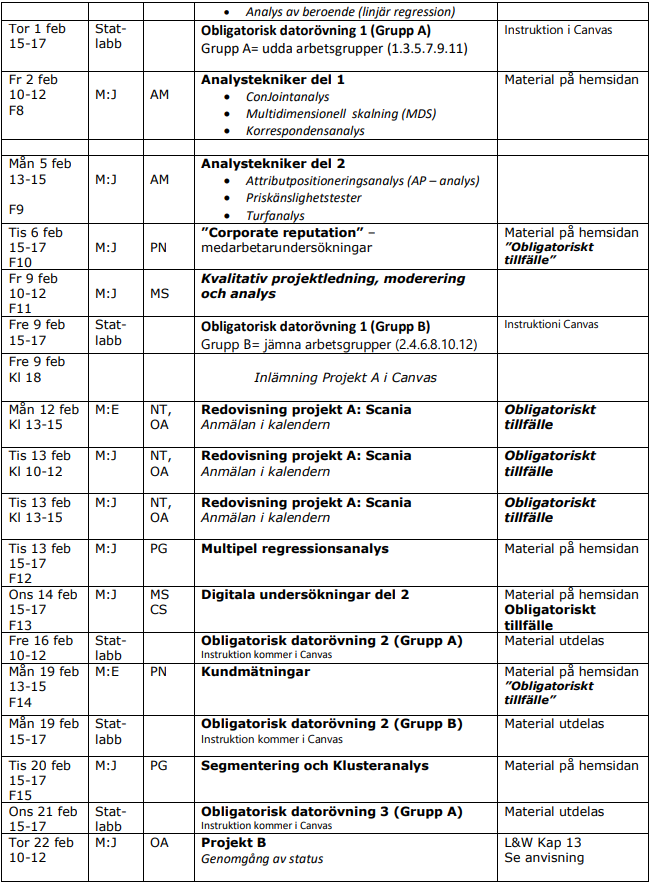 • Analys av beroende (linjär regression)
Tor 1 feb
15-17
Stat-
labb
Obligatorisk datorövning 1 (Grupp A)
Grupp A= udda arbetsgrupper (1.3.5.7.9.11)
Instruktion i Canvas
Fr 2 feb
10-12
F8
M:J
AM
Analystekniker del 1
• ConJointanalys
• Multidimensionell skalning (MDS)
• Korrespondensanalys
Material på hemsidan
Mån 5 feb
13-15
F9
M:J
AM
Analystekniker del 2
• Attributpositioneringsanalys (AP – analys)
• Priskänslighetstester
• Turfanalys
Tis 6 feb
15-17
F10
M:J
PN
”Corporate reputation” –
medarbetarundersökningar
Material på hemsidan
”Obligatoriskt
tillfälle”
Fr 9 feb
10-12
F11
M:J
MS
Kvalitativ projektledning, moderering
och analys
Fre 9 feb
15-17
Stat-
labb
Obligatorisk datorövning 1 (Grupp B)
Grupp B= jämna arbetsgrupper (2.4.6.8.10.12)
Instruktioni Canvas
Fre 9 feb
Kl 18
Inlämning Projekt A i Canvas
Mån 12 feb
Kl 13-15
M:E
NT,
OA
Redovisning projekt A: Scania
Anmälan i kalendern
Obligatoriskt
tillfälle
Tis 13 feb
Kl 10-12
M:J
NT,
OA
Redovisning projekt A: Scania
Anmälan i kalendern
Obligatoriskt
tillfälle
Tis 13 feb
Kl 13-15
M:J
NT,
OA
Redovisning projekt A: Scania
Anmälan i kalendern
Obligatoriskt
tillfälle
Tis 13 feb
15-17
F12
M:J
PG
Multipel regressionsanalys
Material på hemsidan
Ons 14 feb
15-17
F13
M:J
MS
CS
Digitala undersökningar del 2
Material på hemsidan
Obligatoriskt
tillfälle
Fre 16 feb
10-12
Stat-
labb
Obligatorisk datorövning 2 (Grupp A)
Instruktion kommer i Canvas
Material utdelas
Mån 19 feb
13-15
F14
M:E
PN
Kundmätningar
Material på hemsidan
”Obligatoriskt
tillfälle”
Mån 19 feb
15-17
Stat-
labb
Obligatorisk datorövning 2 (Grupp B)
Instruktion kommer i Canvas
Material utdelas
Tis 20 feb
15-17
F15
M:J
PG
Segmentering och Klusteranalys
Material på hemsidan
Ons 21 feb
15-17
Stat-
labb
Obligatorisk datorövning 3 (Grupp A)
Instruktion kommer i Canvas
Material utdelas
Tor 22 feb
10-12
M:J
OA
Projekt B
Genomgång av status
L&W Kap 13
Se anvisning